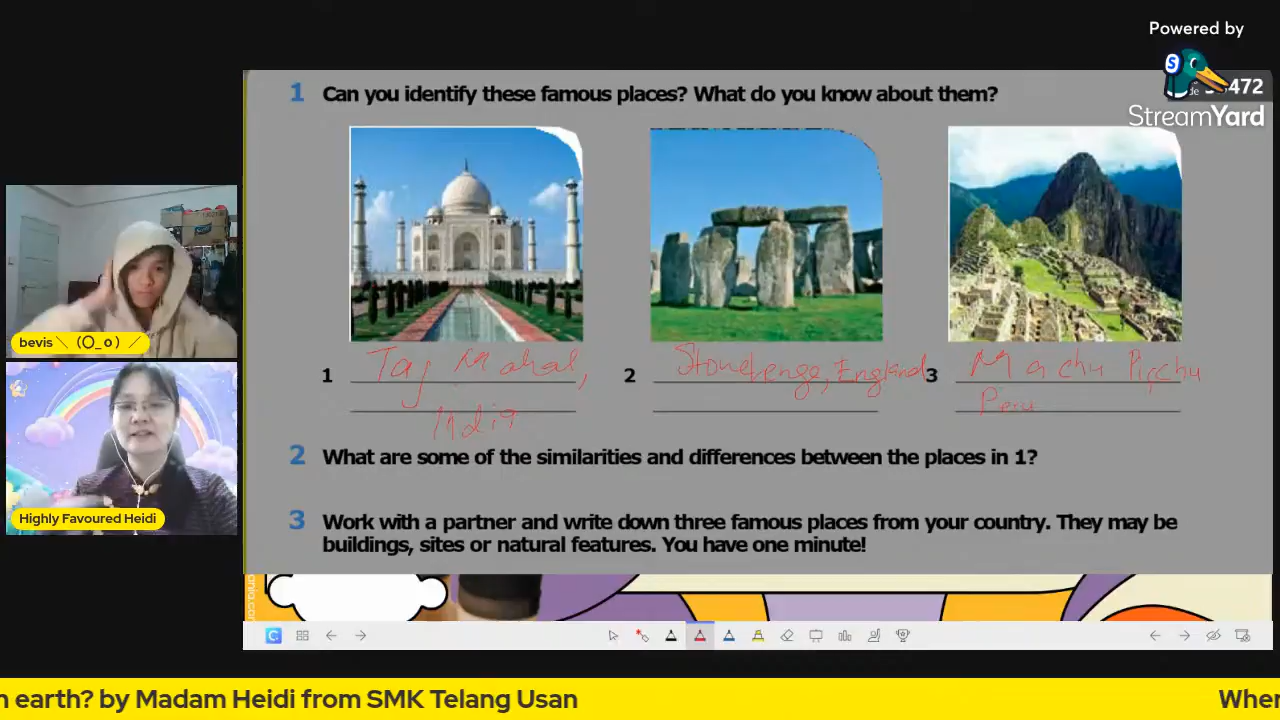 Powered by
472
StreamYard
1 Can you identify these famous places? What do you know about them?
1 Taj Mahal,
India
2 Stonehenge, England
3 Machu Picchu
Peru
2 What are some of the similarities and differences between the places in 1?
3 Work with a partner and write down three famous places from your country. They may be
buildings, sites or natural features. You have one minute!
bevis ＼（〇_ｏ）／
Highly Favoured Heidi
earth? by Madam Heidi from SMK Telang Usan